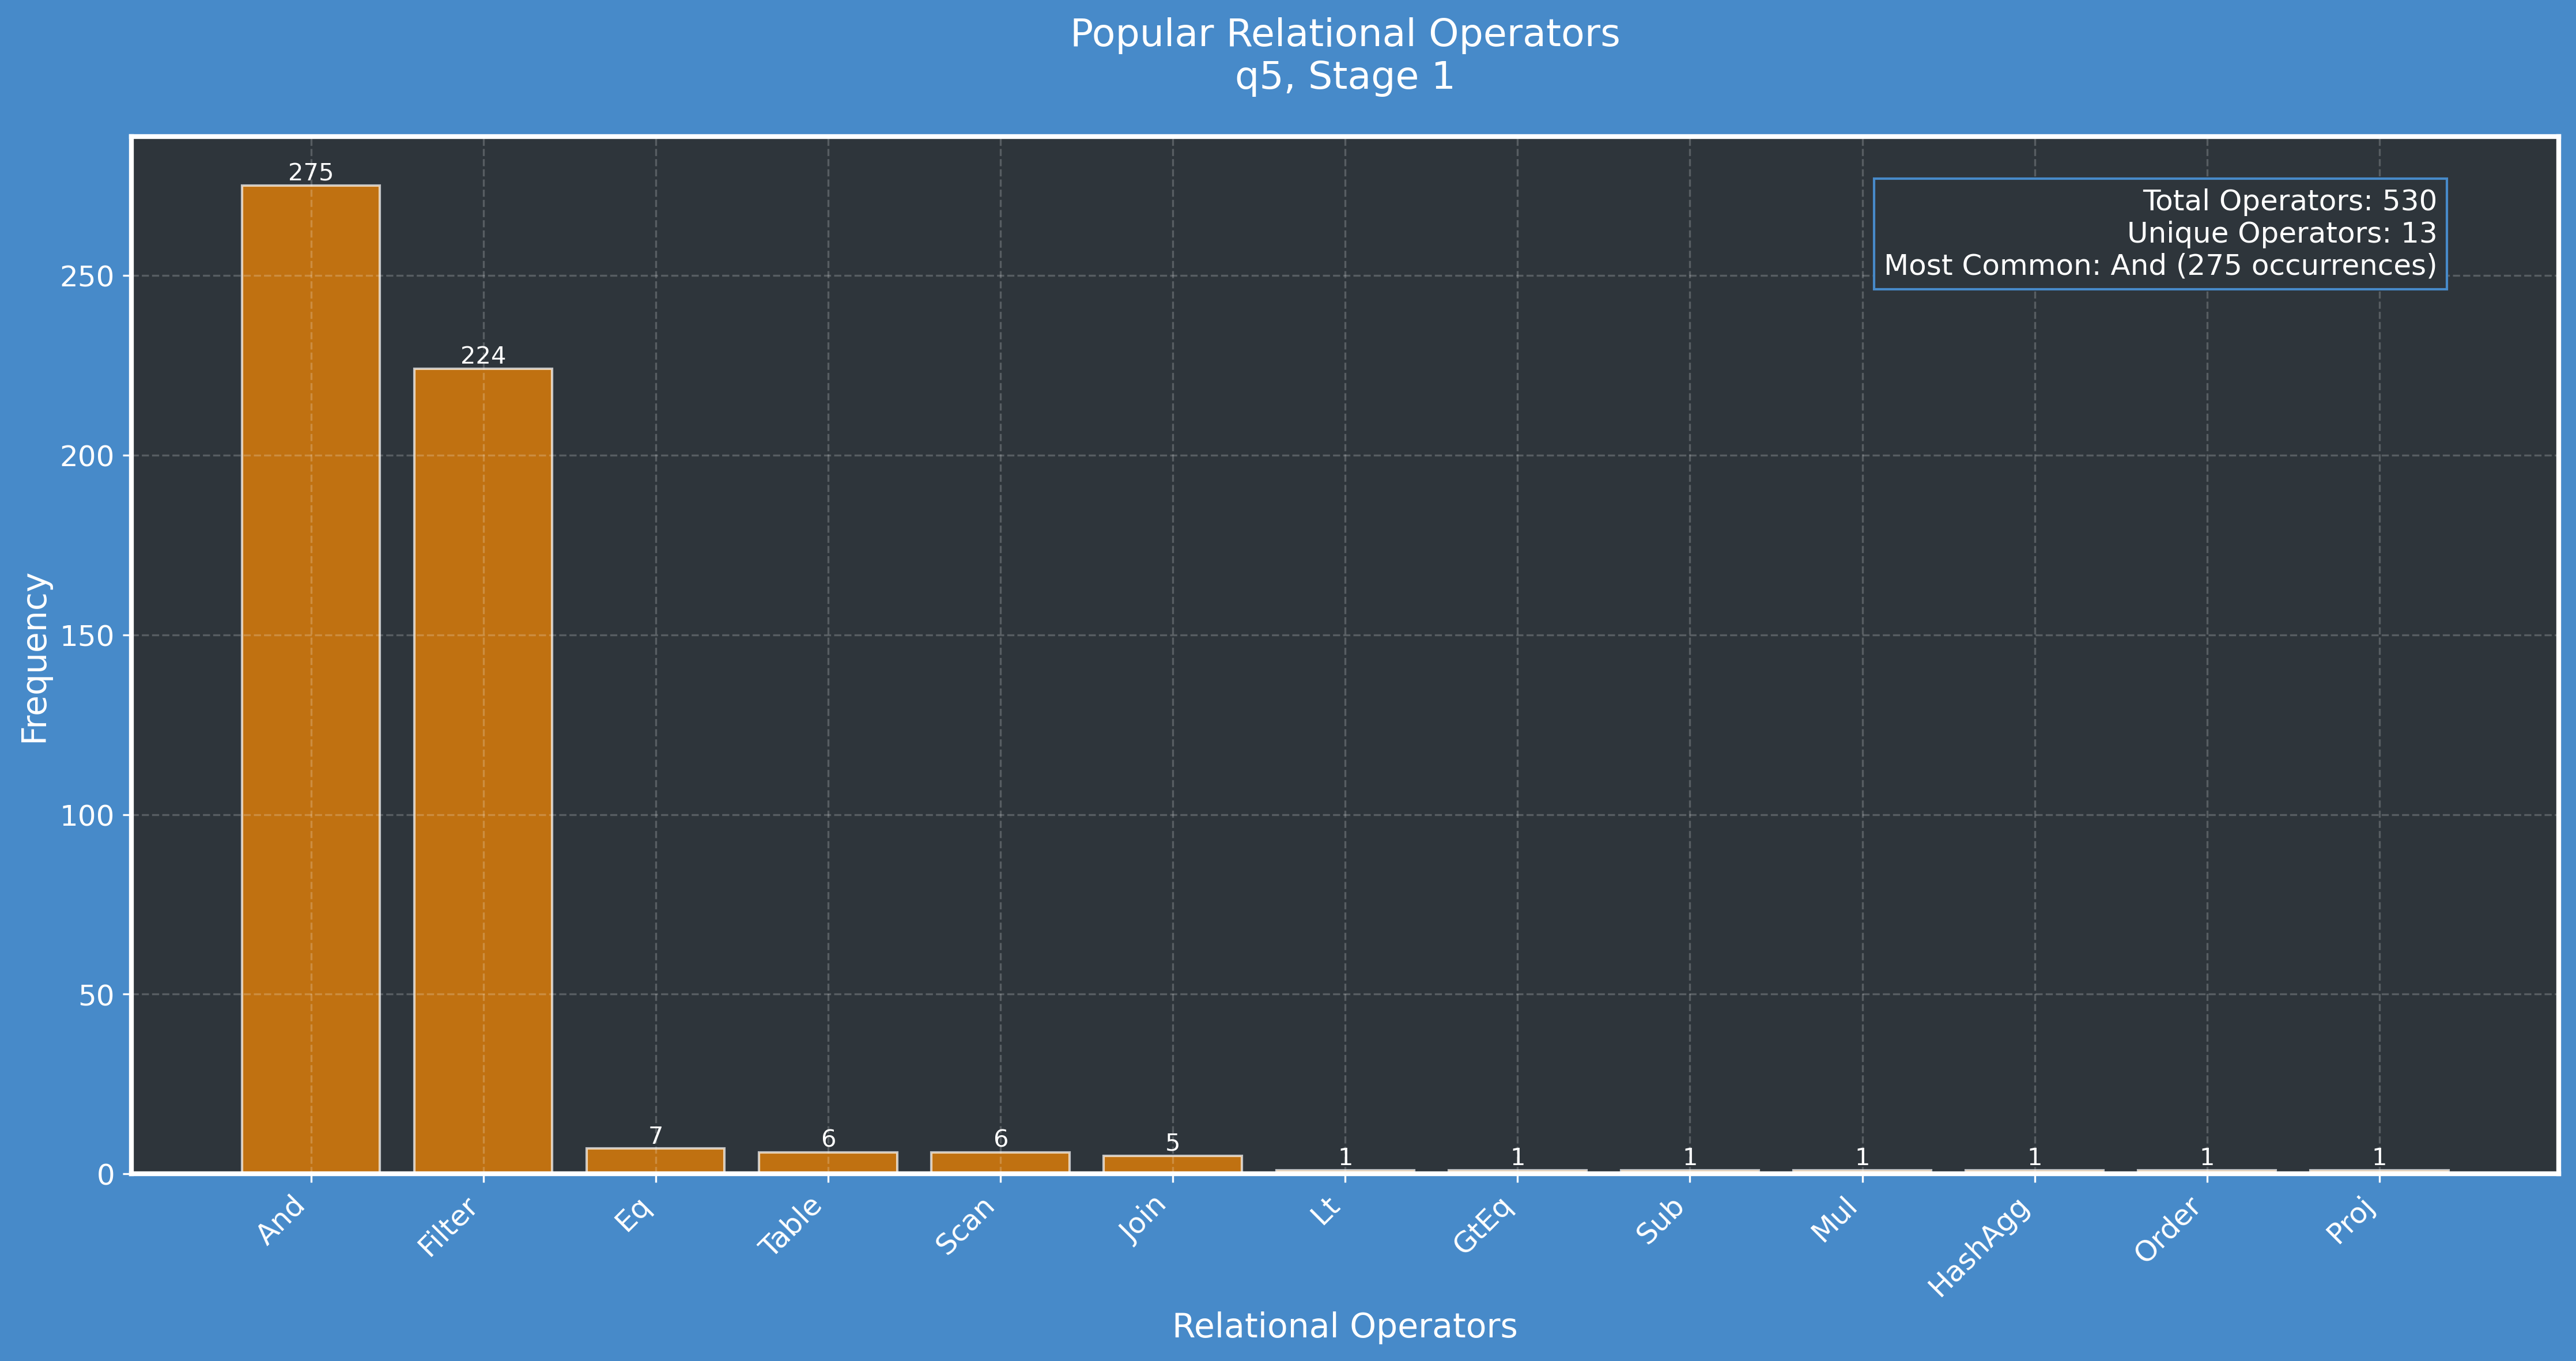 Popular Relational Operators
q5, Stage 1
275
Total Operators: 530
Unique Operators: 13
Most Common: And (275 occurrences)
224
7
6
6
5
1
1
1
1
1
1
1
250
200
150
100
50
0
Frequency
And
Filter
Eq
Table
Scan
Join
Lt
GtEq
Sub
Mul
HashAgg
Order
Proj
Relational Operators